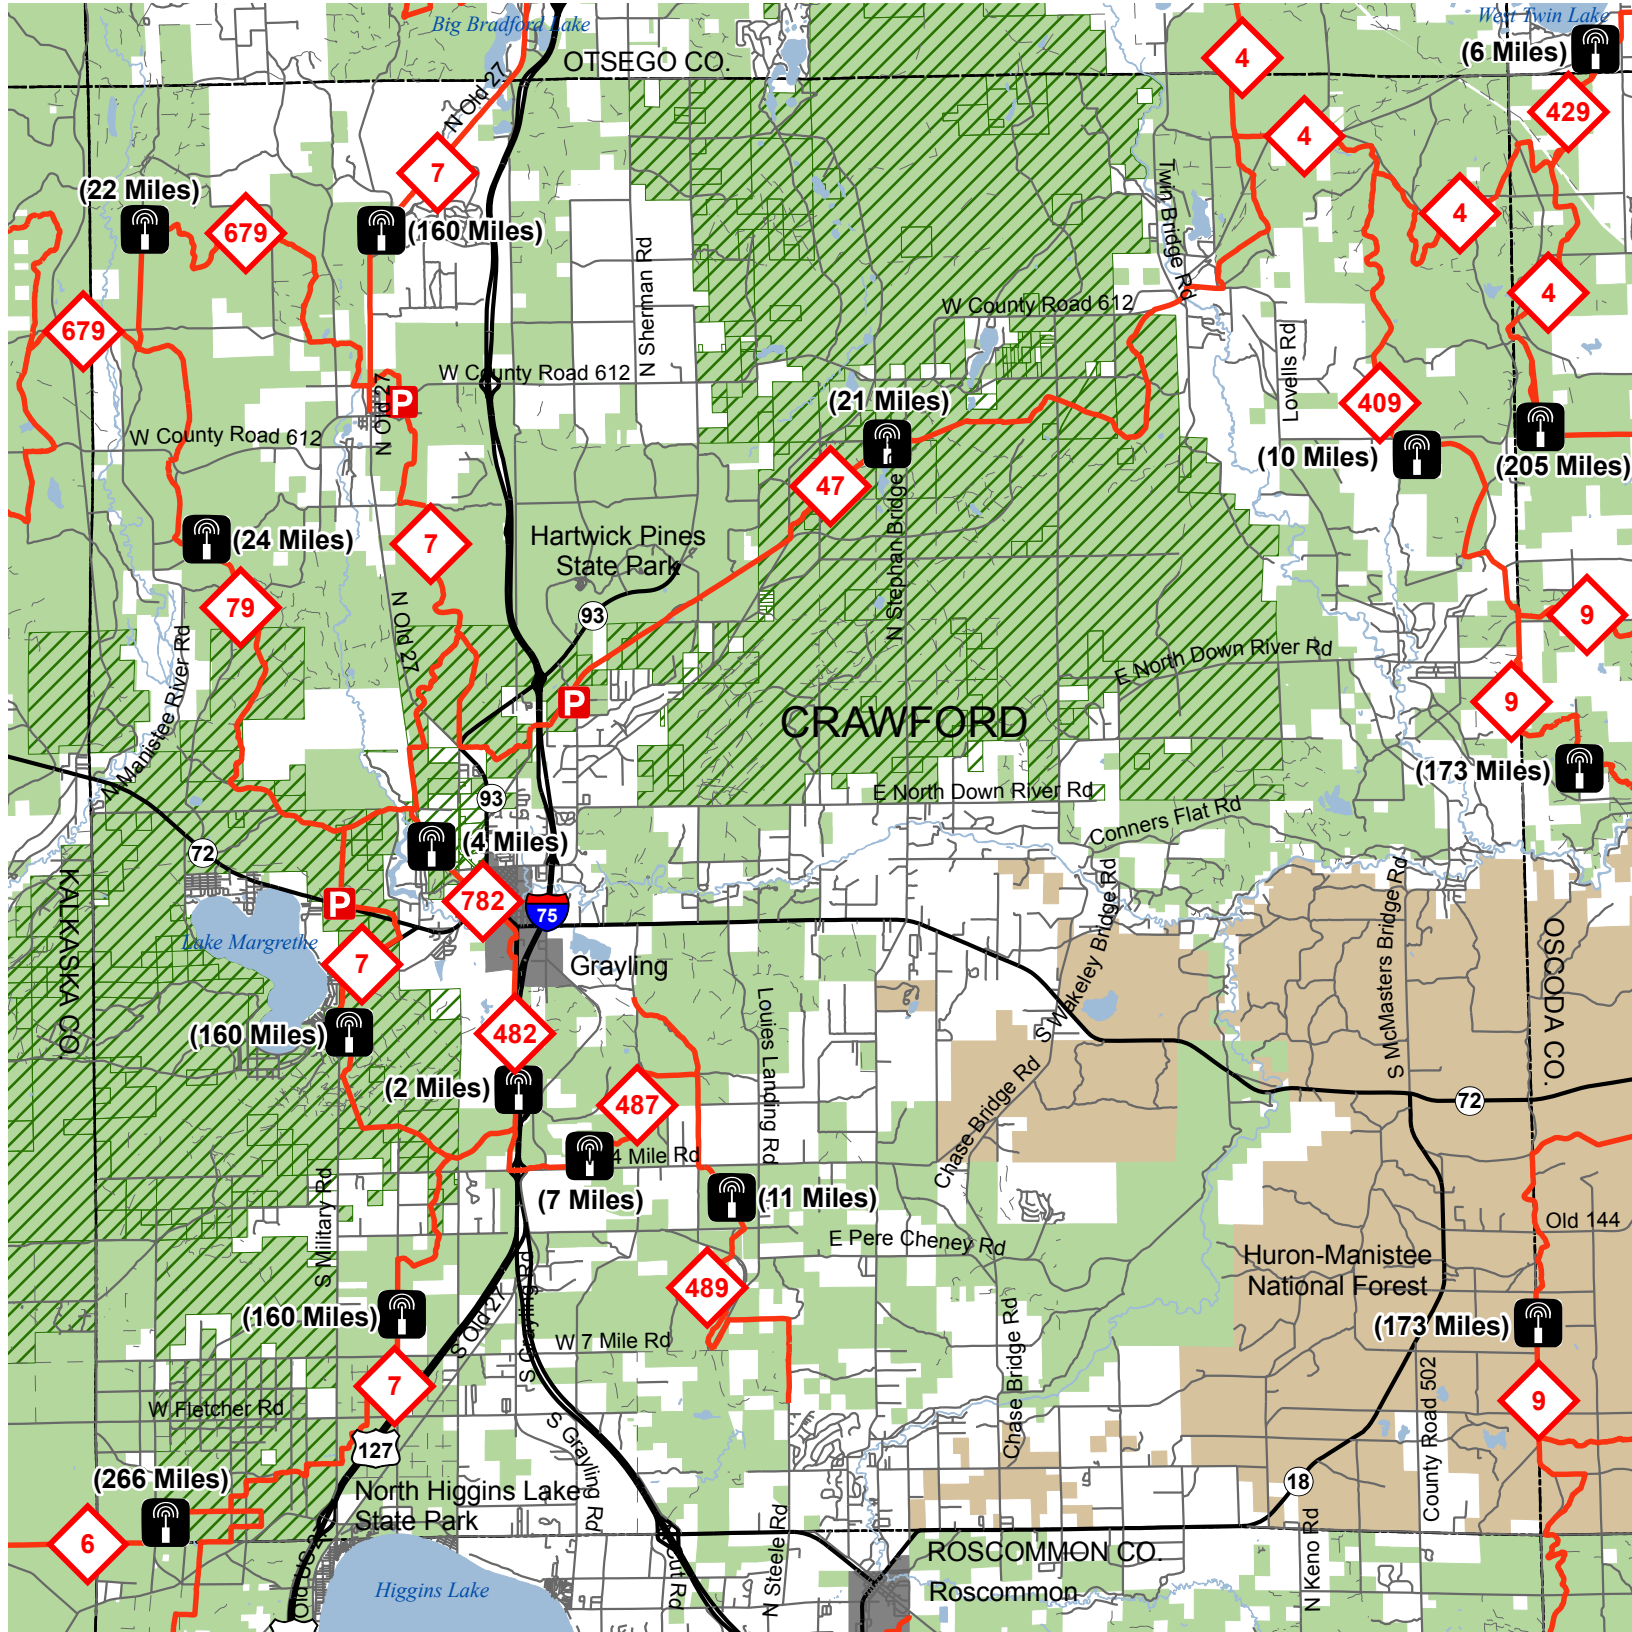 Big Bradford Lake
West Twin Lake
(6 Miles)
OTSEGO CO.
4
N Old 27
429
4
7
(22 Miles)
679
(160 Miles)
4
Twin Bridge Rd
N Sherman Rd
4
679
W County Road 612
Lovells Rd
W County Road 612
N Old 27
P
(21 Miles)
409
W County Road 612
(10 Miles)
(205 Miles)
47
N Stephan Bridge
(24 Miles)
7
Hartwick Pines
State Park
79
93
N Old 27
9
W Manistee River Rd
E North Down River Rd
P
9
CRAWFORD
(173 Miles)
93
E North Down River Rd
Conners Flat Rd
72
(4 Miles)
KALKASKA CO.
782
P
75
S Wakeley Bridge Rd
S McMasters Bridge Rd
OSCODA CO.
Lake Margrethe
7
Grayling
Louies Landing Rd
(160 Miles)
482
(2 Miles)
487
Chase Bridge Rd
72
4 Mile Rd
(7 Miles)
(11 Miles)
S Military Rd
E Pere Cheney Rd
Old 144
Huron-Manistee
National Forest
489
(160 Miles)
S Old 27
S Grayling Rd
W 7 Mile Rd
Chase Bridge Rd
(173 Miles)
7
W Fletcher Rd
County Road 502
9
127
S Grayling Rd
(266 Miles)
18
North Higgins Lake
State Park
6
N Steele Rd
N Keno Rd
ROSCOMMON CO.
Roscommon
Higgins Lake